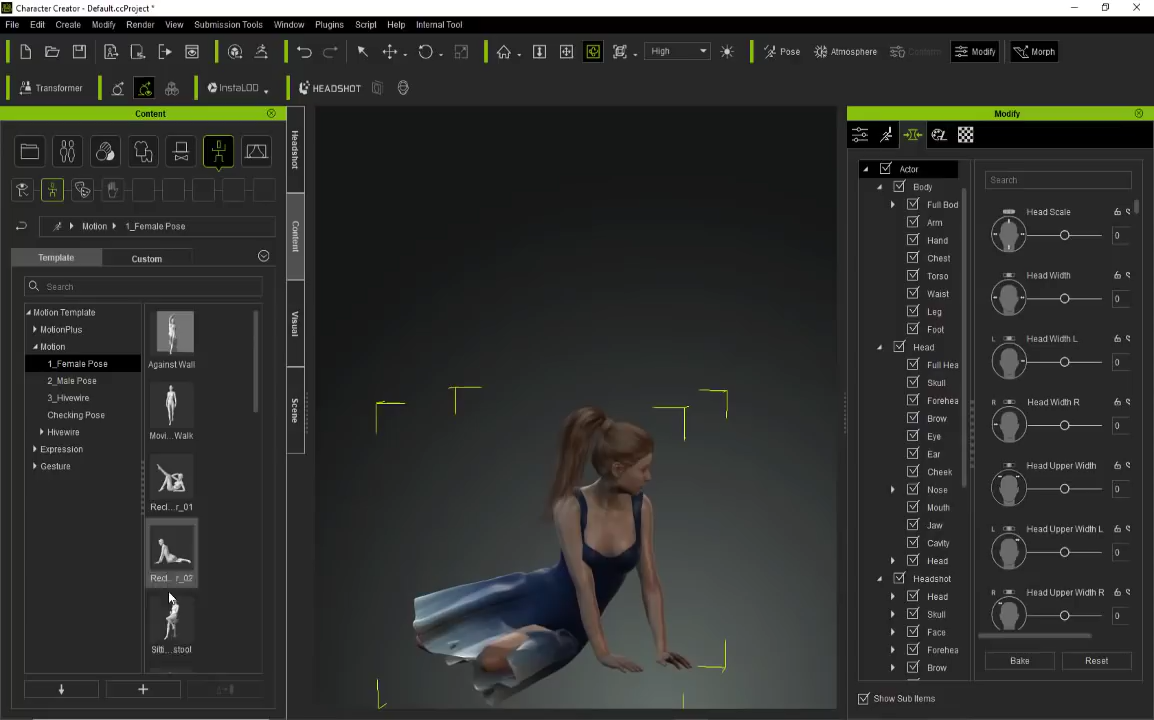 Character Creator - Default.ccProject *
File Edit Create Modify Render View Submission Tools Window Plugins Script Help Internal Tool
High Pose Atmosphere Modify Morph
Transformer InstaLOD HEADSHOT
Content
Modify
Headshot
Content
Visual
Scene
Motion 1_Female Pose
Template Custom
Search
Motion Template
MotionPlus
Motion
1_Female Pose
2_Male Pose
3_Hivewire
Checking Pose
Hivewire
Expression
Gesture
Against Wall
Movi...Walk
Recl...r_01
Recl...r_02
Sitti...stool
Actor
Body
Full Bod
Arm
Hand
Chest
Torso
Waist
Leg
Foot
Head
Full Hea
Skull
Forehea
Brow
Eye
Ear
Cheek
Nose
Mouth
Jaw
Cavity
Head
Headshot
Head
Skull
Face
Forehea
Brow
Show Sub Items
Search
Head Scale
0
Head Width
0
Head Width L
L
0
Head Width R
R
0
Head Upper Width
0
Head Upper Width L
L
0
Head Upper Width R
R
0
Bake Reset